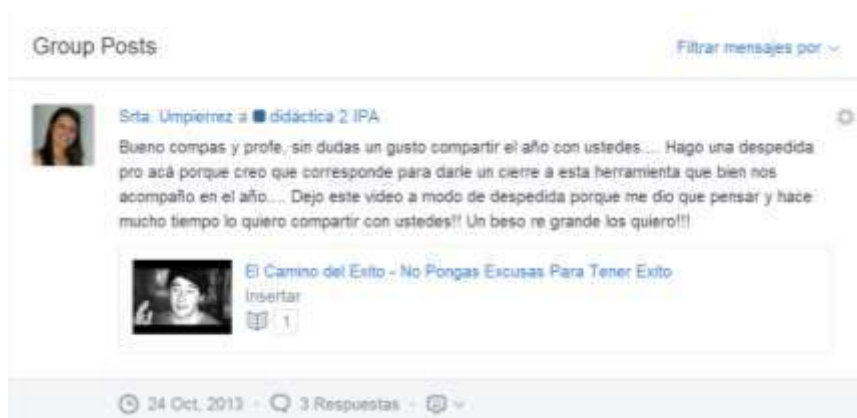 Group Posts
Filtrar mensajes por
Srta. Umpierrez a didáctica 2 IPA
Bueno compas y profe, sin dudas un gusto compartir el año con ustedes.... Hago una despedida
pro acá porque creo que corresponde para darle un cierre a esta herramienta que bien nos
acompaño en el año.... Dejo este video a modo de despedida porque me dio que pensar y hace
mucho tiempo lo quiero compartir con ustedes!! Un beso re grande los quiero!!!
El Camino del Exito - No Pongas Excusas Para Tener Exito
Insertar
1
24 Oct, 2013 · 3 Respuestas ·